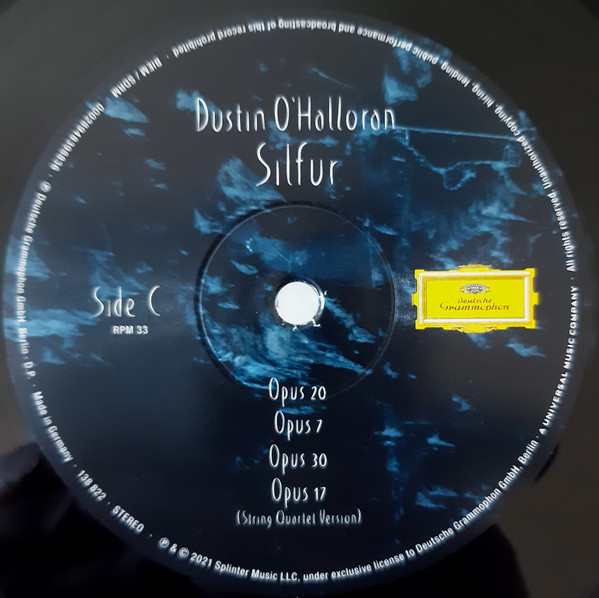 Dustin O'Halloran
Silfur
Side C
RPM 33
Deutsche
Grammophon
Opus 20
Opus 7
Opus 30
Opus 17
(String Quartet Version)
℗ Deutsche Grammophon GmbH, Berlin · D.P. · Made in Germany · 138 822 · STEREO · ℗ & © 2021 Splinter Music LLC, under exclusive license to Deutsche Grammophon GmbH, Berlin · A UNIVERSAL MUSIC COMPANY · All rights reserved. Unauthorized copying, hiring, lending, public performance and broadcasting of this record prohibited · BIEM / SDRM